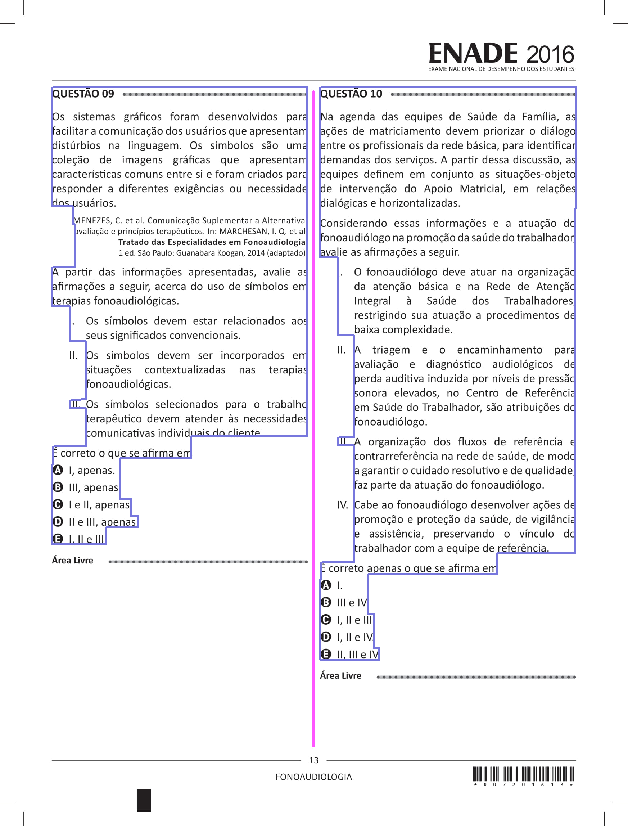 ENADE 2016
EXAME NACIONAL DE DESEMPENHO DOS ESTUDANTES
QUESTÃO 09
Os sistemas gráficos foram desenvolvidos para
facilitar a comunicação dos usuários que apresentam
distúrbios na linguagem. Os símbolos são uma
coleção de imagens gráficas que apresentam
características comuns entre si e foram criados para
responder a diferentes exigências ou necessidade
dos usuários.
MENEZES, C. et al. Comunicação Suplementar a Alternativa
avaliação e princípios terapêuticos. In: MARCHESAN, I. Q. et al
Tratado das Especialidades em Fonoaudiologia
1 ed. São Paulo: Guanabara Koogan, 2014 (adaptado)
A partir das informações apresentadas, avalie as
afirmações a seguir, acerca do uso de símbolos em
terapias fonoaudiológicas.
I. Os símbolos devem estar relacionados aos
seus significados convencionais.
II. Os símbolos devem ser incorporados em
situações contextualizadas nas terapias
fonoaudiológicas.
III. Os símbolos selecionados para o trabalho
terapêutico devem atender às necessidades
comunicativas individuais do cliente
É correto o que se afirma em
A I, apenas.
B III, apenas
C I e II, apenas
D II e III, apenas
E I, II e III
Área Livre
QUESTÃO 10
Na agenda das equipes de Saúde da Família, as
ações de matriciamento devem priorizar o diálogo
entre os profissionais da rede básica, para identificar
demandas dos serviços. A partir dessa discussão, as
equipes definem em conjunto as situações-objeto
de intervenção do Apoio Matricial, em relações
dialógicas e horizontalizadas.
Considerando essas informações e a atuação do
fonoaudiólogo na promoção da saúde do trabalhador
avalie as afirmações a seguir.
I. O fonoaudiólogo deve atuar na organização
da atenção básica e na Rede de Atenção
Integral à Saúde dos Trabalhadores
restrigindo sua atuação a procedimentos de
baixa complexidade.
II. A triagem e o encaminhamento para
avaliação e diagnóstico audiológicos de
perda auditiva induzida por níveis de pressão
sonora elevados, no Centro de Referência
em Saúde do Trabalhador, são atribuições do
fonoaudiólogo.
III. A organização dos fluxos de referência e
contrarreferência na rede de saúde, de modo
a garantir o cuidado resolutivo e de qualidade
faz parte da atuação do fonoaudiólogo.
IV. Cabe ao fonoaudiólogo desenvolver ações de
promoção e proteção da saúde, de vigilância
e assistência, preservando o vínculo do
trabalhador com a equipe de referência.
É correto apenas o que se afirma em
A I.
B III e IV
C I, II e III
D I, II e IV
E II, III e IV
Área Livre
13
FONOAUDIOLOGIA